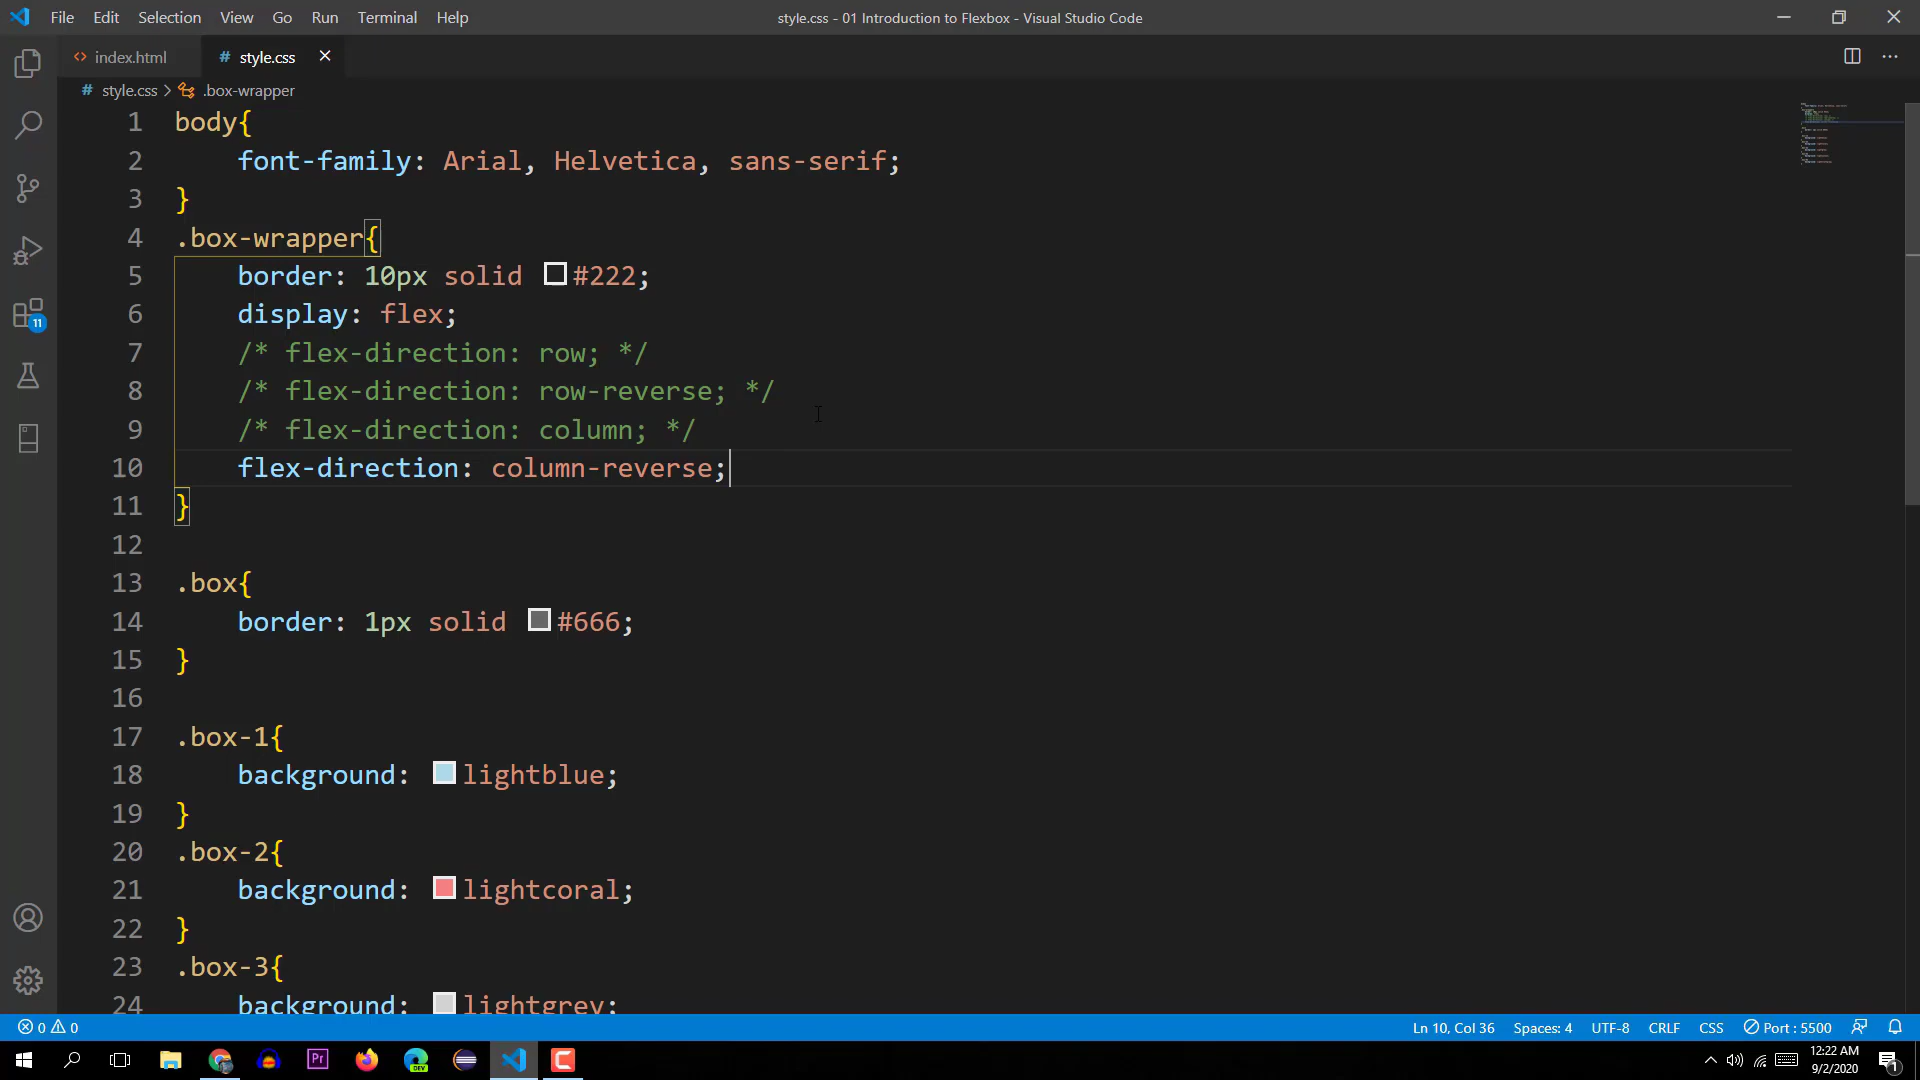 File Edit Selection View Go Run Terminal Help
style.css - 01 Introduction to Flexbox - Visual Studio Code
<> index.html
# style.css
# style.css > .box-wrapper
1 body{
2 font-family: Arial, Helvetica, sans-serif;
3 }
4 .box-wrapper{
5 border: 10px solid #222;
6 display: flex;
7 /* flex-direction: row; */
8 /* flex-direction: row-reverse; */
9 /* flex-direction: column; */
10 flex-direction: column-reverse;
11 }
12
13 .box{
14 border: 1px solid #666;
15 }
16
17 .box-1{
18 background: lightblue;
19 }
20 .box-2{
21 background: lightcoral;
22 }
23 .box-3{
24 background: lightgrey;
11
0 0
Ln 10, Col 36 Spaces: 4 UTF-8 CRLF CSS Port : 5500
Pr
DEV
12:22 AM
9/2/2020
1